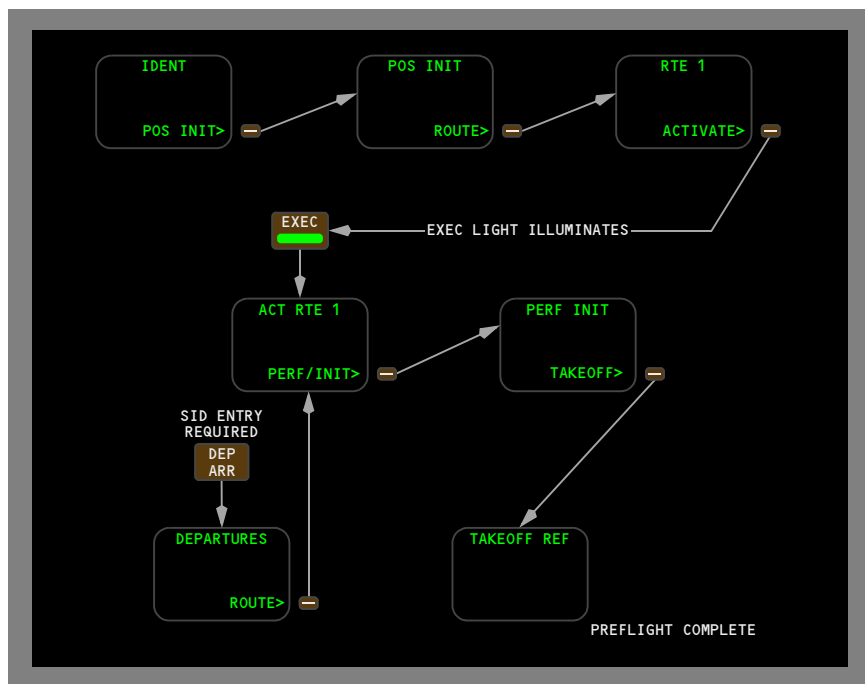 IDENT
POS INIT>
POS INIT
ROUTE>
RTE 1
ACTIVATE>
EXEC
EXEC LIGHT ILLUMINATES
ACT RTE 1
PERF/INIT>
PERF INIT
TAKEOFF>
SID ENTRY
REQUIRED
DEP
ARR
DEPARTURES
ROUTE>
TAKEOFF REF
PREFLIGHT COMPLETE